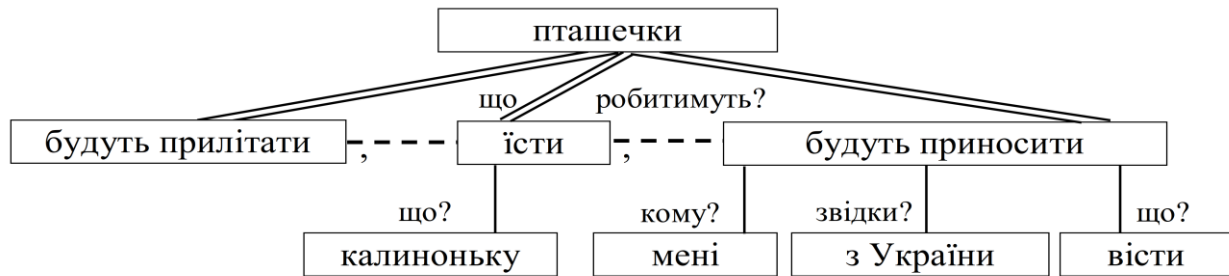 пташечки
що робитимуть?
будуть прилітати , їсти , будуть приносити
що? кому? звідки? що?
калиноньку мені з України вісти